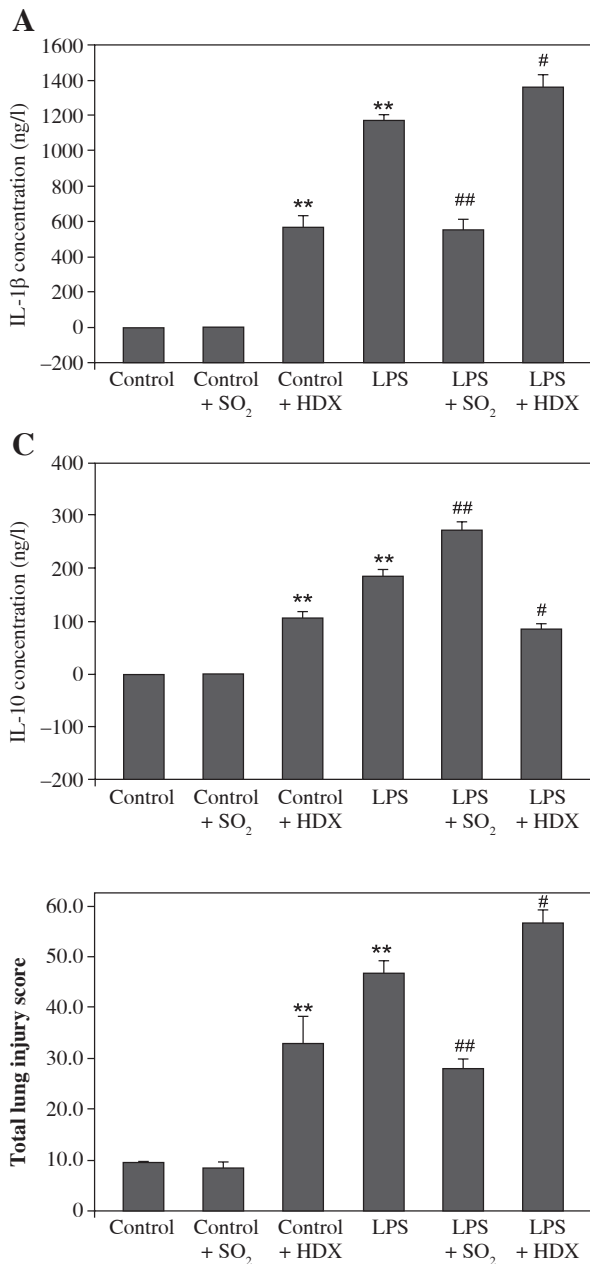 A
IL-1β concentration (ng/l)
1600
1400
1200
1000
800
600
400
200
0
–200
**
**
##
#
Control
Control + SO₂
Control + HDX
LPS
LPS + SO₂
LPS + HDX
C
IL-10 concentration (ng/l)
400
300
200
100
0
–100
–200
**
**
##
#
Control
Control + SO₂
Control + HDX
LPS
LPS + SO₂
LPS + HDX
Total lung injury score
60.0
50.0
40.0
30.0
20.0
10.0
0
**
**
##
#
Control
Control + SO₂
Control + HDX
LPS
LPS + SO₂
LPS + HDX